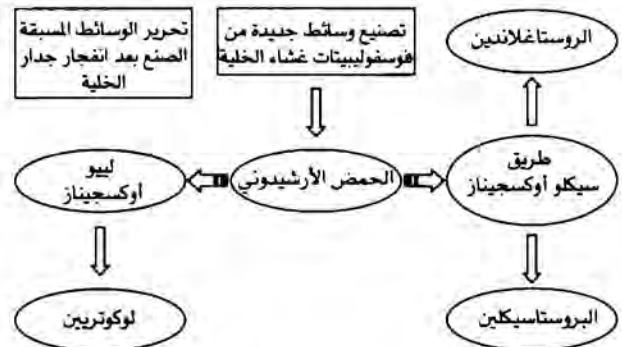 تحرير الوسائط المسبقة
الصنع بعد انفجار جدار
الخلية
تصنيع وسائط جديدة من
فوسفوليبيتات غشاء الخلية
الروستاغلاندين
ليبو
أوكسجيناز
الحمض الأرشيدوني
طريق
سيكلو أوكسجيناز
لوكوتريين
البروستاسيكلين